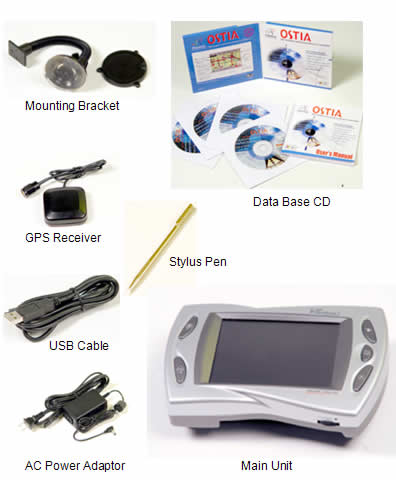 OSTIA
OSTIA
OSTIA
User's Manual
Mounting Bracket
Data Base CD
GPS Receiver
Stylus Pen
USB Cable
AC Power Adaptor
Main Unit